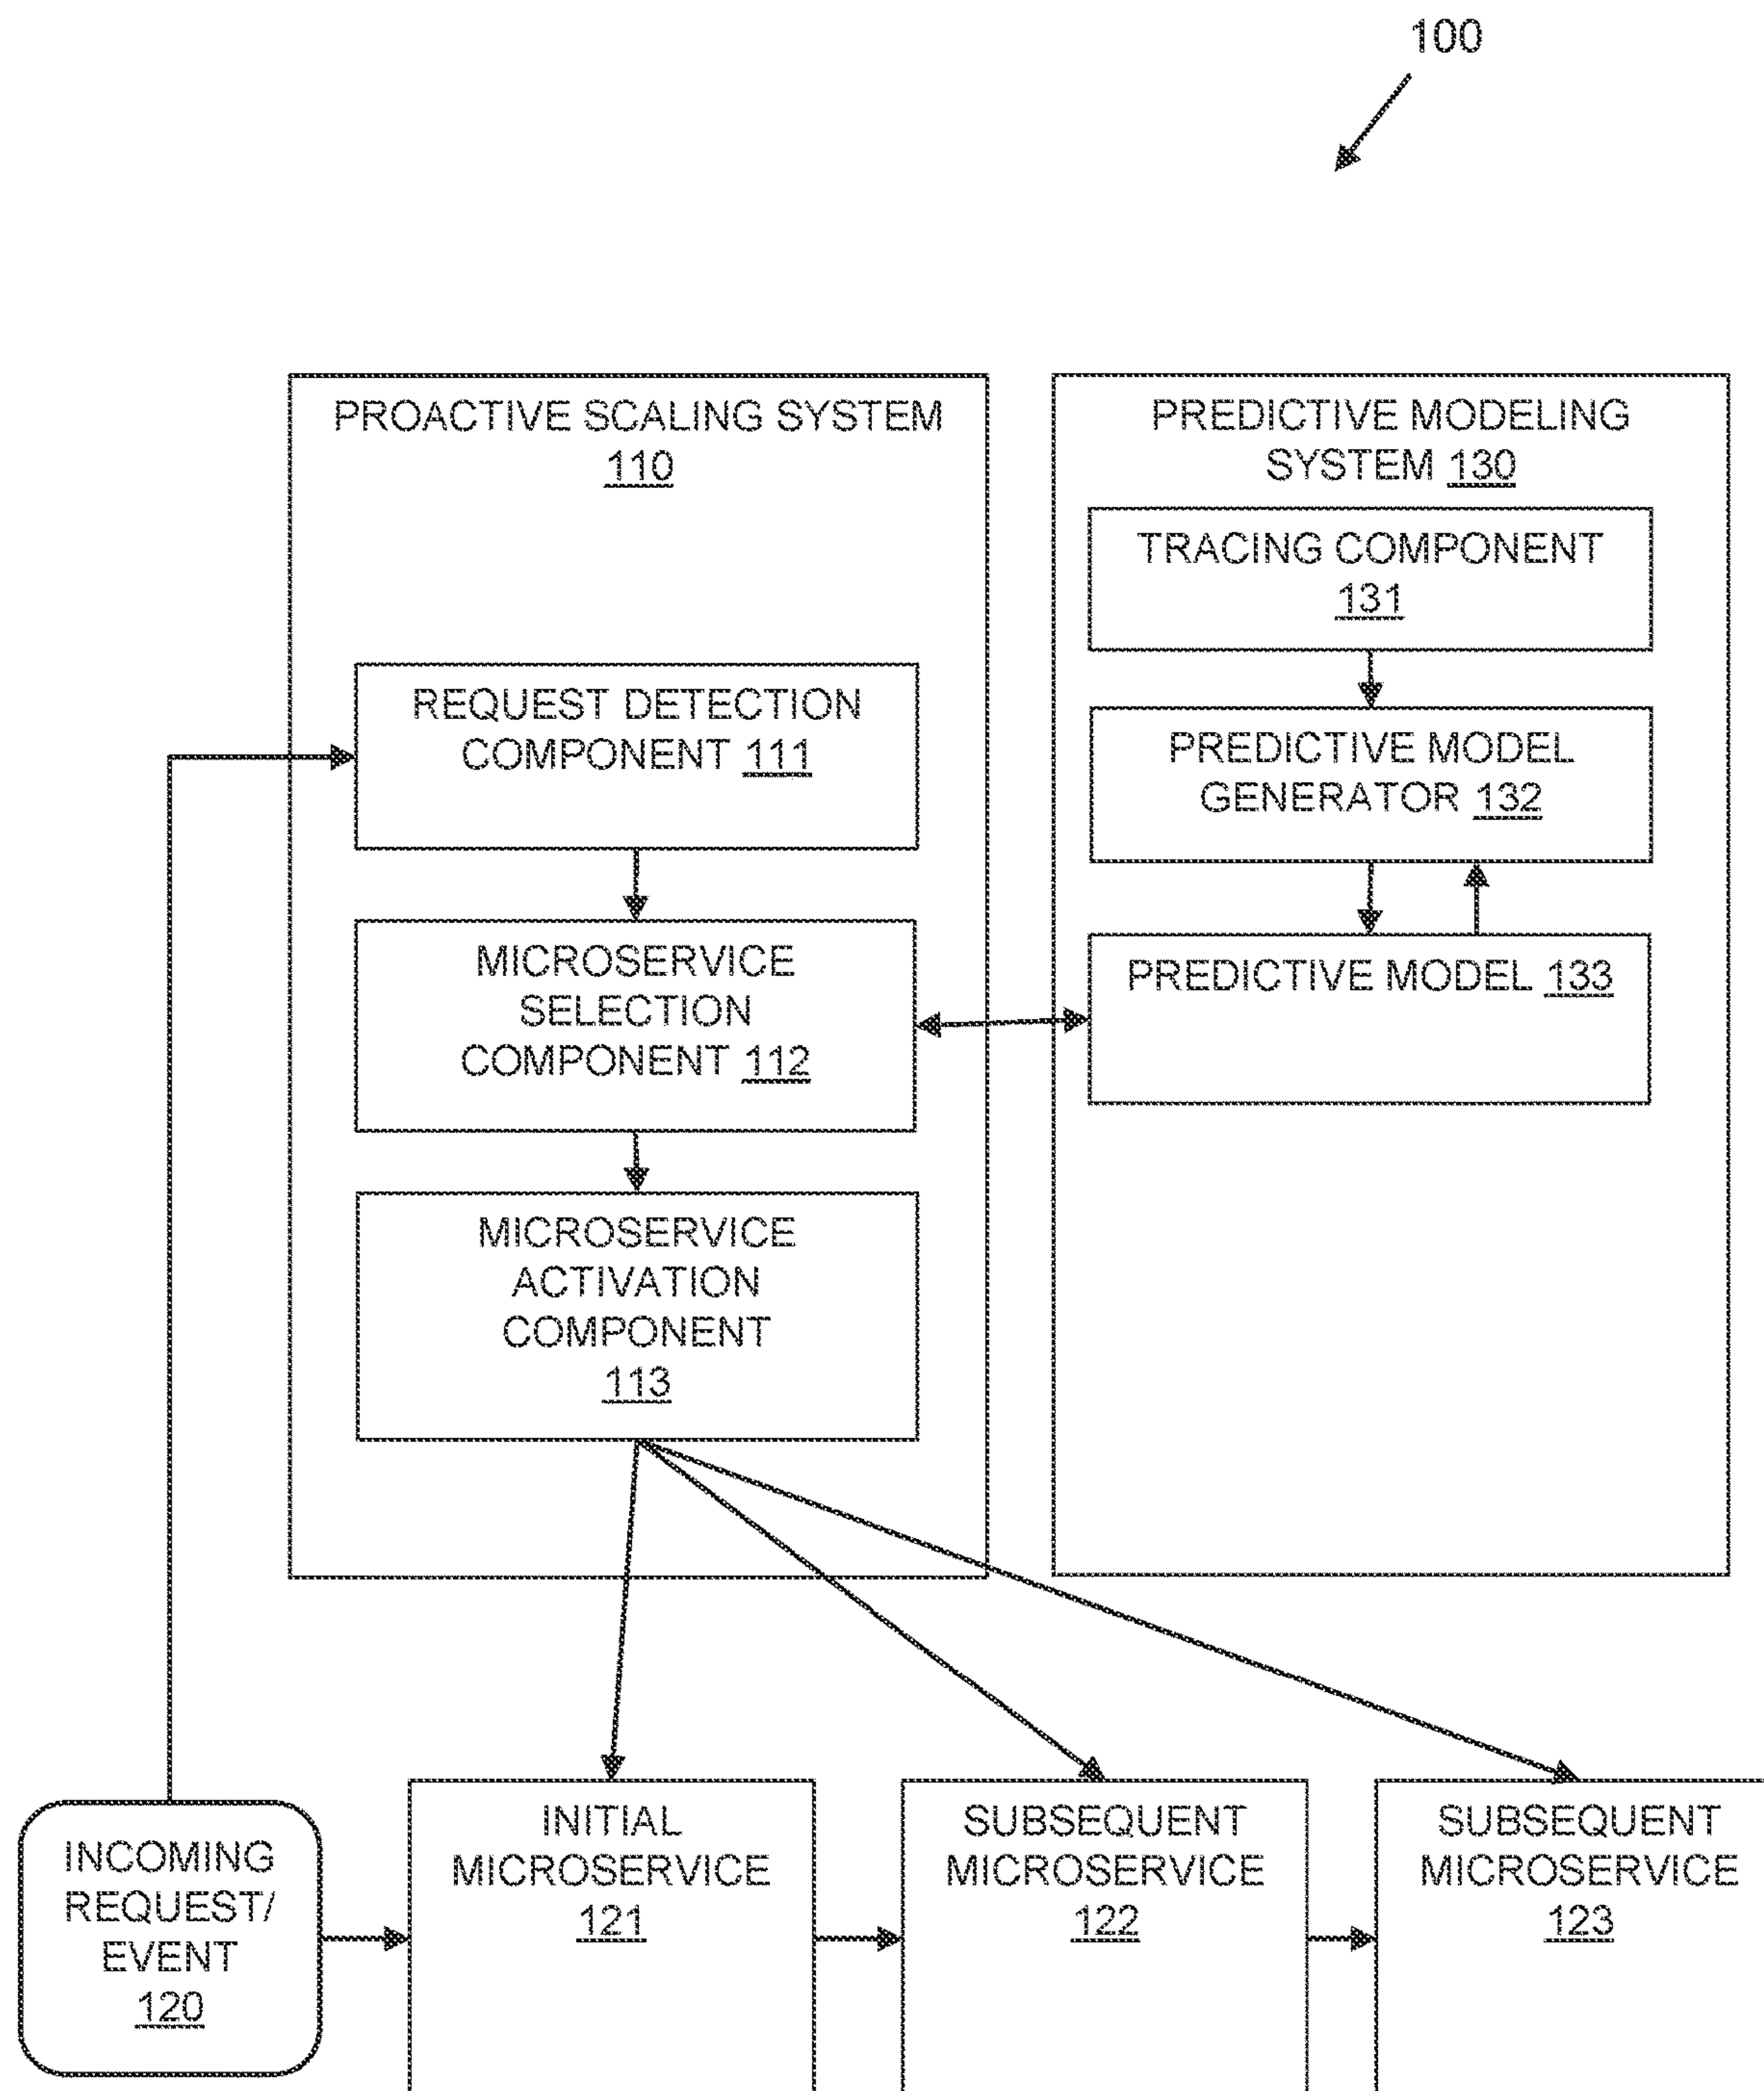 100
PROACTIVE SCALING SYSTEM
110
REQUEST DETECTION
COMPONENT 111
MICROSERVICE
SELECTION
COMPONENT 112
MICROSERVICE
ACTIVATION
COMPONENT
113
PREDICTIVE MODELING
SYSTEM 130
TRACING COMPONENT
131
PREDICTIVE MODEL
GENERATOR 132
PREDICTIVE MODEL 133
INCOMING
REQUEST/
EVENT
120
INITIAL
MICROSERVICE
121
SUBSEQUENT
MICROSERVICE
122
SUBSEQUENT
MICROSERVICE
123